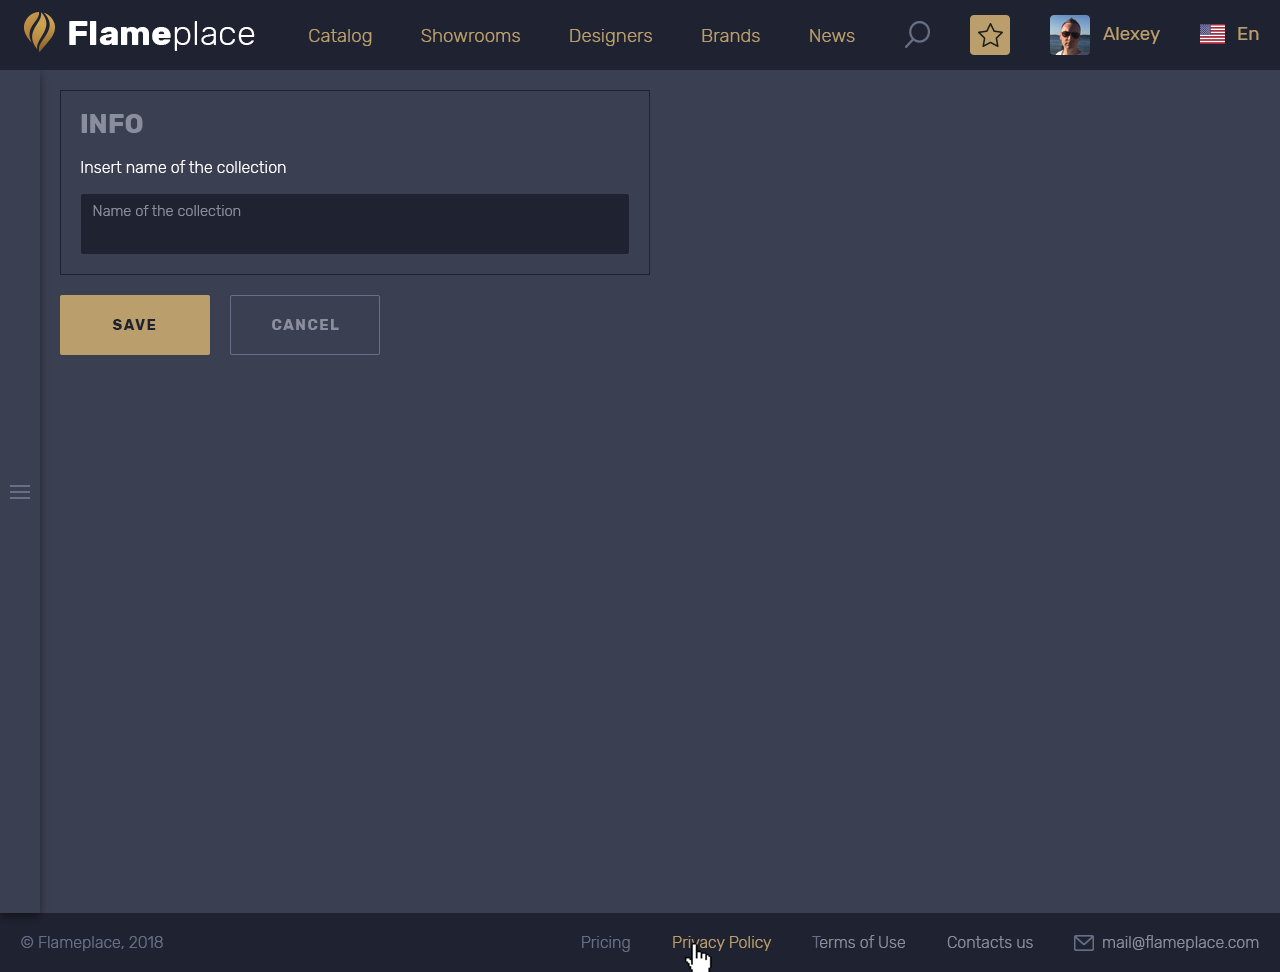 Flameplace
Catalog
Showrooms
Designers
Brands
News
Alexey
En
INFO
Insert name of the collection
Name of the collection
SAVE
CANCEL
© Flameplace, 2018
Pricing
Privacy Policy
Terms of Use
Contacts us
mail@flameplace.com